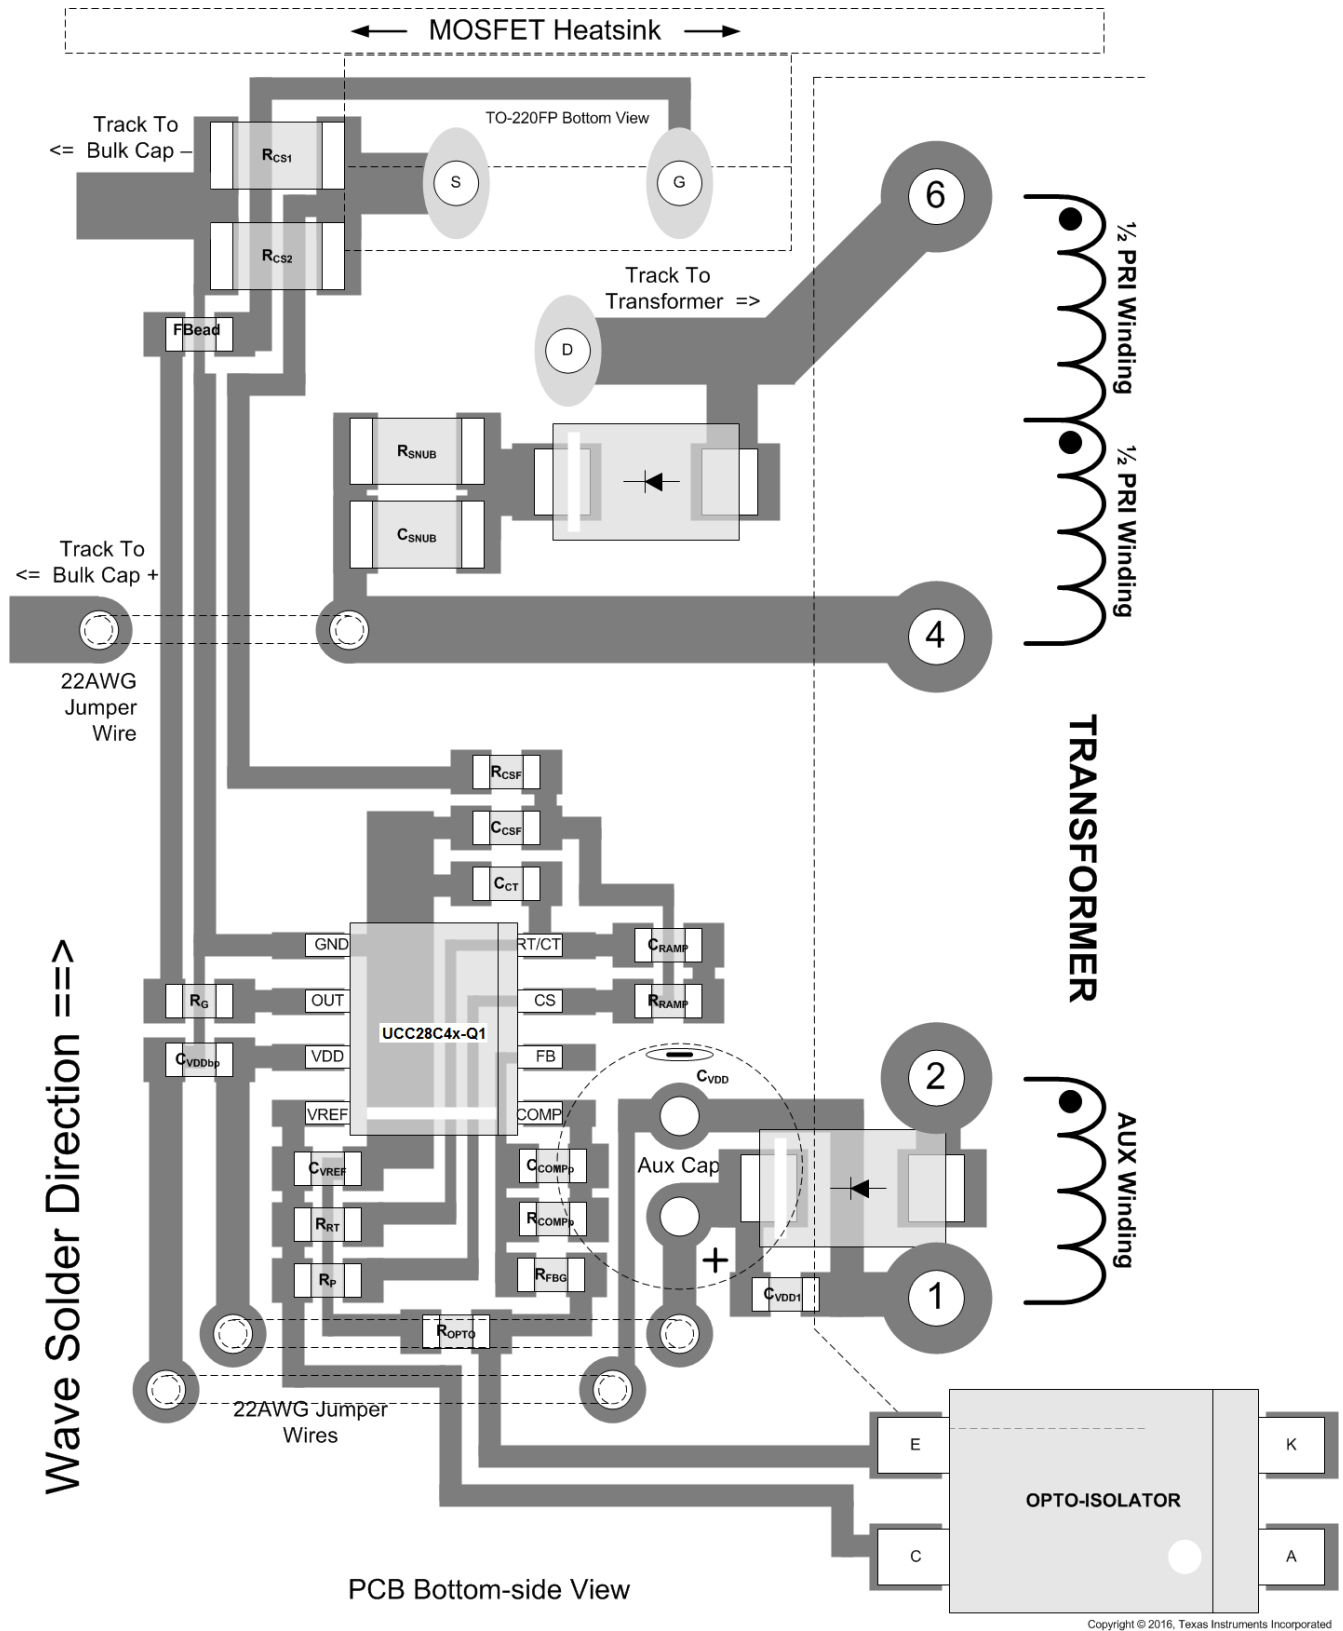 MOSFET Heatsink
TO-220FP Bottom View
Track To
<= Bulk Cap –
RCS1
S
G
6
RCS2
½ PRI Winding
Track To
Transformer =>
FBead
D
RSNUB
CSNUB
½ PRI Winding
Track To
<= Bulk Cap +
4
22AWG
Jumper
Wire
TRANSFORMER
RCSF
CCSF
CCT
GND
RT/CT
CRAMP
RG
OUT
CS
RRAMP
UCC28C4x-Q1
CVDDbp
VDD
FB
CVDD
2
VREF
COMP
AUX Winding
CVREF
CCOMPp
Aux Cap
RRT
RCOMPp
RP
RFBG
+
CVDD1
1
ROPTO
22AWG Jumper
Wires
Wave Solder Direction ==>
E
K
OPTO-ISOLATOR
C
A
PCB Bottom-side View
Copyright © 2016, Texas Instruments Incorporated